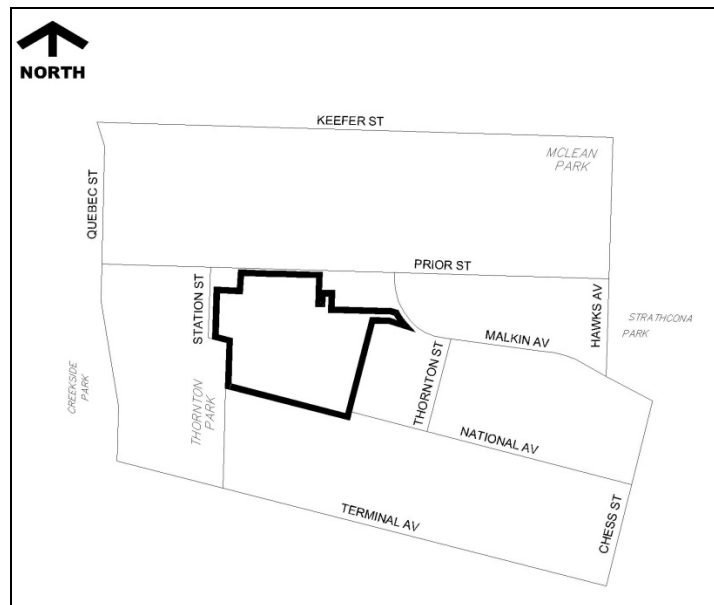 NORTH
KEEFER ST
MCLEAN
PARK
QUEBEC ST
PRIOR ST
STATION ST
HAWKS AV
STRATHCONA
PARK
MALKIN AV
THORNTON ST
CREEKSIDE
PARK
THORNTON
PARK
NATIONAL AV
TERMINAL AV
CHESS ST